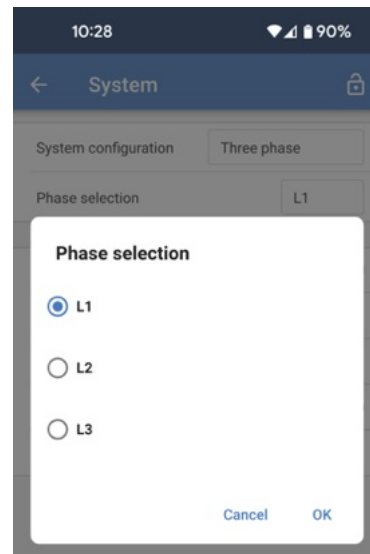 10:28 90%
System
System configuration Three phase
Phase selection L1
Phase selection
L1
L2
L3
Cancel OK